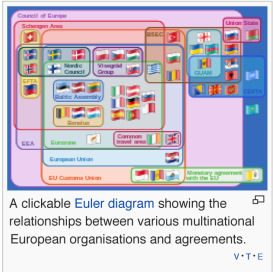 Council of Europe
Schengen Area
Union State
BSEC
Nordic
Council
Visegrád
Group
GUAM
EFTA
CEFTA
Baltic Assembly
Benelux
EEA
Eurozone
Common
travel area
European Union
EU Customs Union
Monetary agreement
with the EU
A clickable Euler diagram showing the
relationships between various multinational
European organisations and agreements.
V · T · E